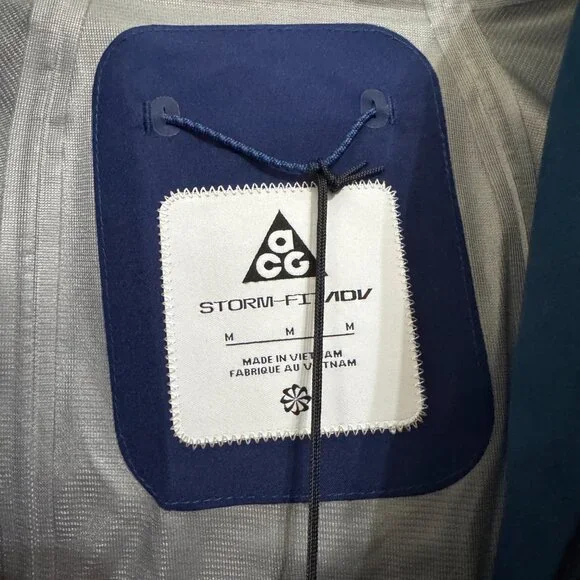 aCG
STORM-FIT ADV
M M M
MADE IN VIETNAM
FABRIQUE AU VIETNAM